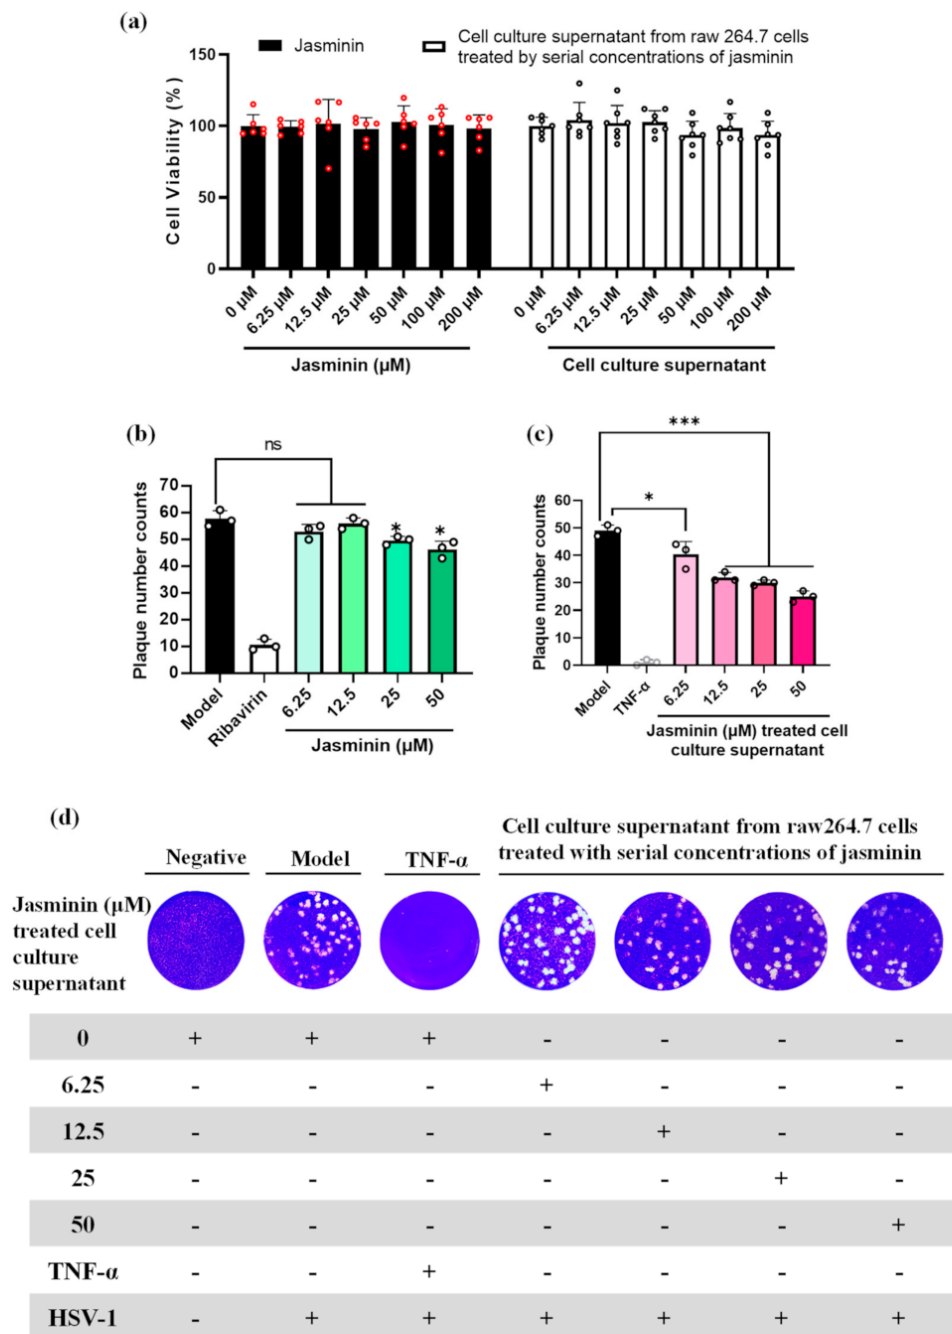 (a)
Jasminin
Cell culture supernatant from raw 264.7 cells
treated by serial concentrations of jasminin
Cell Viability (%)
150
100
50
0
0 μM
6.25 μM
12.5 μM
25 μM
50 μM
100 μM
200 μM
0 μM
6.25 μM
12.5 μM
25 μM
50 μM
100 μM
200 μM
Jasminin (μM)
Cell culture supernatant
(b)
ns
Plaque number counts
70
60
50
40
30
20
10
0
*
*
Model
Ribavirin
6.25
12.5
25
50
Jasminin (μM)
(c)
***
*
Plaque number counts
60
50
40
30
20
10
0
Model
TNF-α
6.25
12.5
25
50
Jasminin (μM) treated cell
culture supernatant
(d)
Cell culture supernatant from raw264.7 cells
treated with serial concentrations of jasminin
Negative
Model
TNF-α
Jasminin (μM)
treated cell
culture
supernatant
0 + + + - - - -
6.25 - - - + - - -
12.5 - - - - + - -
25 - - - - - + -
50 - - - - - - +
TNF-α - - + - - - -
HSV-1 - + + + + + +